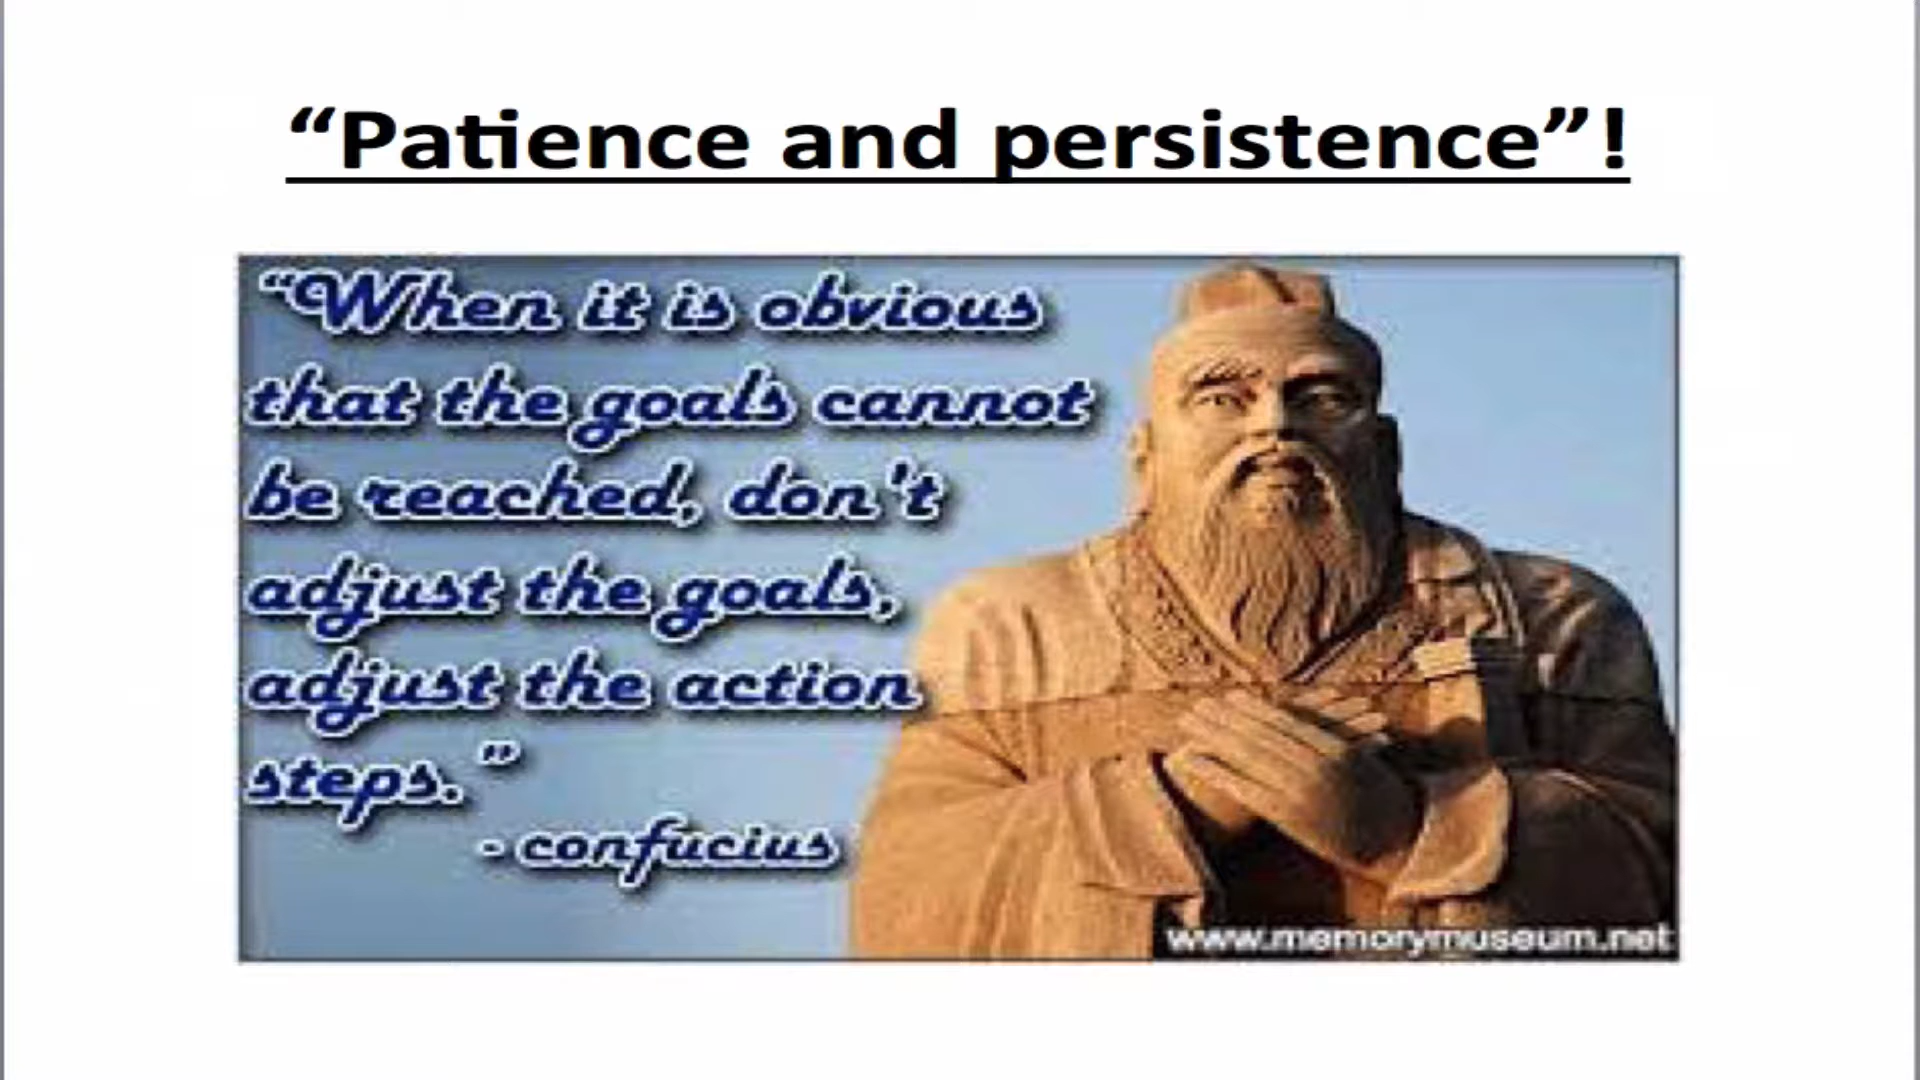 “Patience and persistence”!
“When it is obvious
that the goals cannot
be reached, don't
adjust the goals,
adjust the action
steps.”
- confucius
www.memorymuseum.net